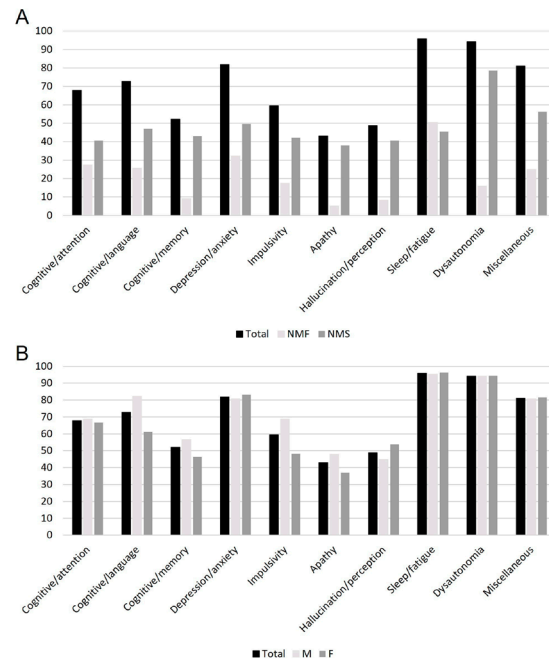 A
100
90
80
70
60
50
40
30
20
10
0
Cognitive/attention
Cognitive/language
Cognitive/memory
Depression/anxiety
Impulsivity
Apathy
Hallucination/perception
Sleep/fatigue
Dysautonomia
Miscellaneous
Total NMF NMS
B
100
90
80
70
60
50
40
30
20
10
0
Cognitive/attention
Cognitive/language
Cognitive/memory
Depression/anxiety
Impulsivity
Apathy
Hallucination/perception
Sleep/fatigue
Dysautonomia
Miscellaneous
Total M F